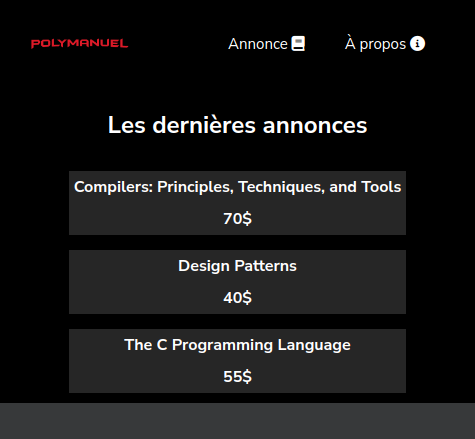 POLYMANUEL
Annonce
À propos
Les dernières annonces
Compilers: Principles, Techniques, and Tools
70$
Design Patterns
40$
The C Programming Language
55$